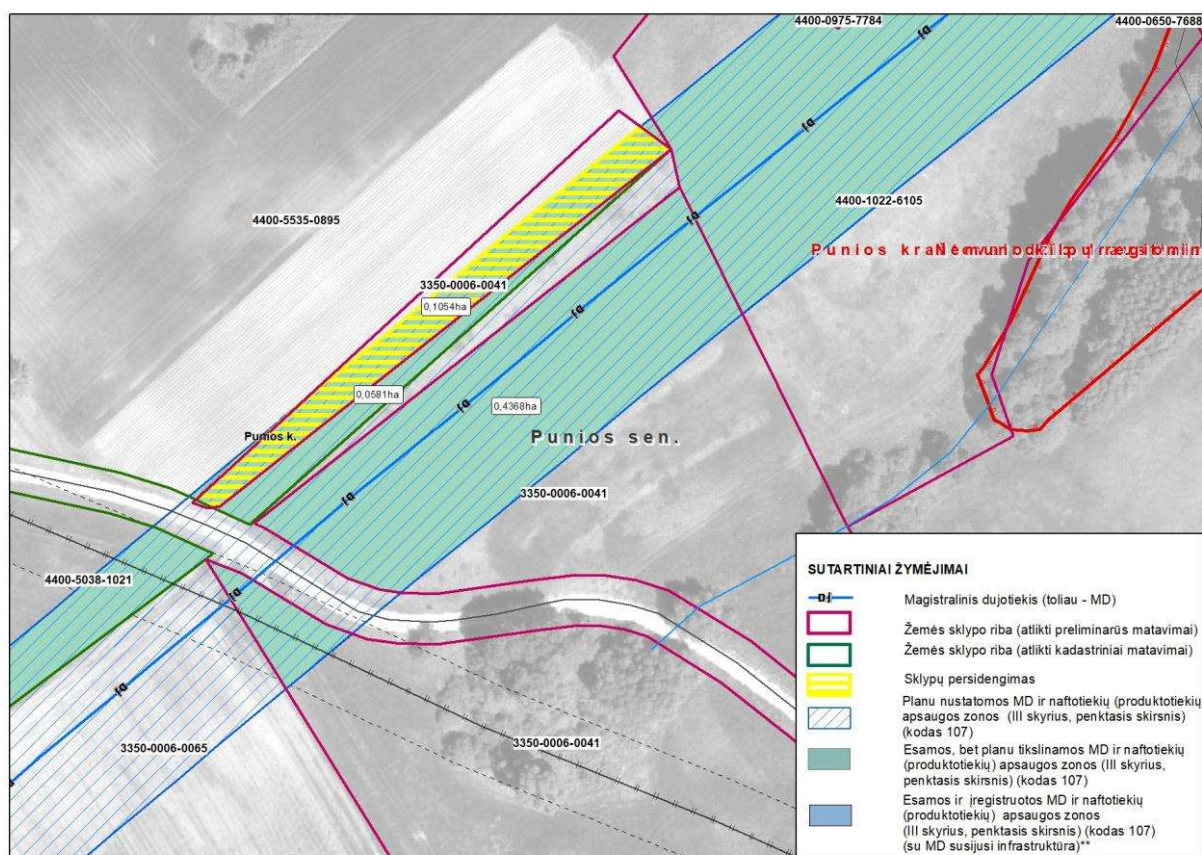 4400-0975-7784
4400-0650-7688
4400-5535-0895
4400-1022-6105
3350-0006-0041
0,1054ha
0,0581ha
0,4368ha
Punios k.
Punios sen.
3350-0006-0041
4400-5038-1021
3350-0006-0065
3350-0006-0041
DJ
SUTARTINIAI ŽYMĖJIMAI
Magistralinis dujotiekis (toliau - MD)
Žemės sklypo riba (atlikti preliminarūs matavimai)
Žemės sklypo riba (atlikti kadastriniai matavimai)
Sklypų persidengimas
Planu nustatomos MD ir naftotiekių (produktotiekių)
apsaugos zonos (III skyrius, penktasis skirsnis)
(kodas 107)
Esamos, bet planu tikslinamos MD ir naftotiekių
(produktotiekių) apsaugos zonos (III skyrius,
penktasis skirsnis) (kodas 107)
Esamos ir įregistruotos MD ir naftotiekių
(produktotiekių) apsaugos zonos
(III skyrius, penktasis skirsnis) (kodas 107)
(su MD susijusi infrastruktūra)**